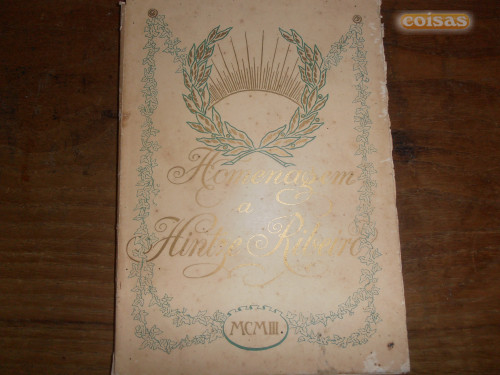 coisas
Homenagem
a
Hintze Ribeiro
MCMIII.